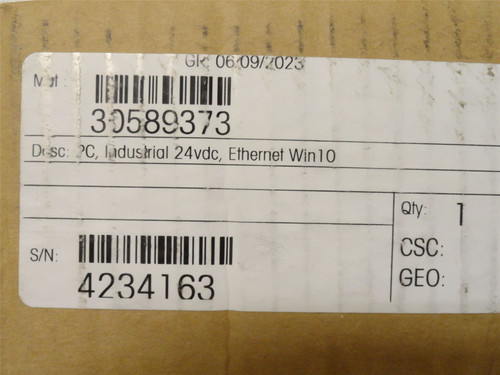 GR: 06/09/2023
Mat:
30589373
Desc: PC, Industrial 24vdc, Ethernet Win10
Qty: 1
S/N:
4234163
CSC:
GEO: